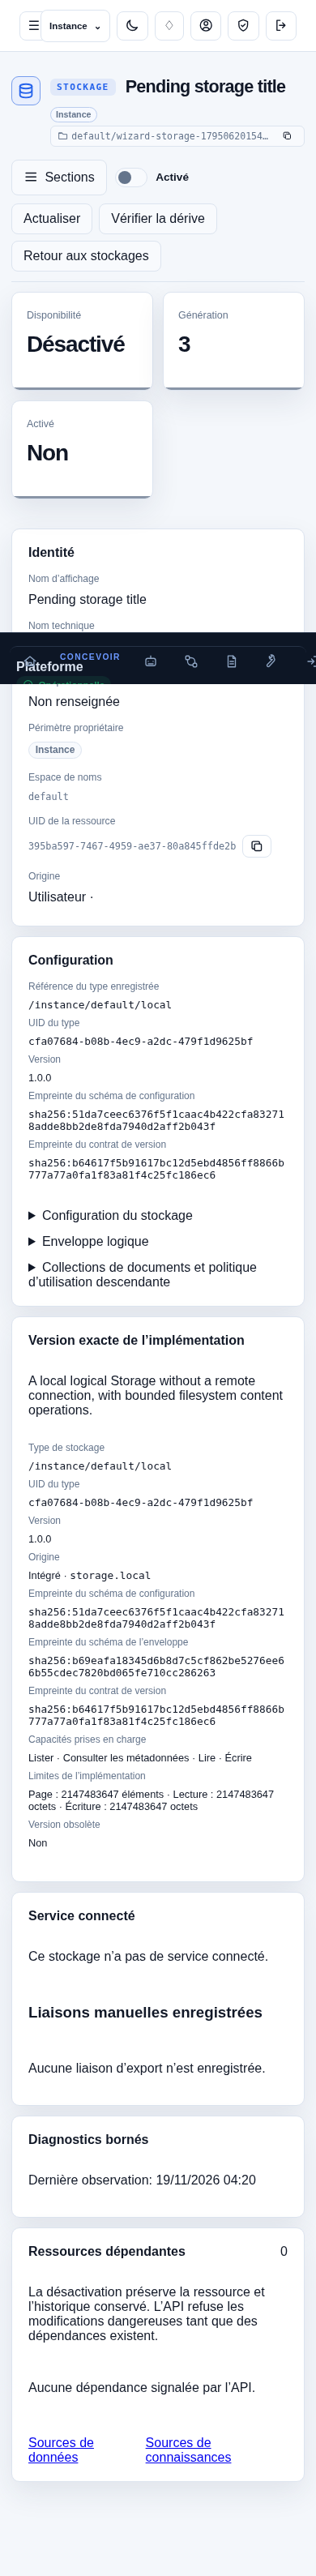 Instance
STOCKAGE Pending storage title
Instance
default/wizard-storage-17950620154…
Sections
Activé
Actualiser
Vérifier la dérive
Retour aux stockages
Disponibilité
Désactivé
Génération
3
Activé
Non
Identité
Nom d’affichage
Pending storage title
Nom technique
CONCEVOIR
Plateforme
Non renseignée
Périmètre propriétaire
Instance
Espace de noms
default
UID de la ressource
395ba597-7467-4959-ae37-80a845ffde2b
Origine
Utilisateur ·
Configuration
Référence du type enregistrée
/instance/default/local
UID du type
cfa07684-b08b-4ec9-a2dc-479f1d9625bf
Version
1.0.0
Empreinte du schéma de configuration
sha256:51da7ceec6376f5f1caac4b422cfa83271
8adde8bb2de8fda7940d2aff2b043f
Empreinte du contrat de version
sha256:b64617f5b91617bc12d5ebd4856ff8866b
777a77a0fa1f83a81f4c25fc186ec6
Configuration du stockage
Enveloppe logique
Collections de documents et politique
d’utilisation descendante
Version exacte de l’implémentation
A local logical Storage without a remote
connection, with bounded filesystem content
operations.
Type de stockage
/instance/default/local
UID du type
cfa07684-b08b-4ec9-a2dc-479f1d9625bf
Version
1.0.0
Origine
Intégré · storage.local
Empreinte du schéma de configuration
sha256:51da7ceec6376f5f1caac4b422cfa83271
8adde8bb2de8fda7940d2aff2b043f
Empreinte du schéma de l’enveloppe
sha256:b69eafa18345d6b8d7c5cf862be5276ee6
6b55cdec7820bd065fe710cc286263
Empreinte du contrat de version
sha256:b64617f5b91617bc12d5ebd4856ff8866b
777a77a0fa1f83a81f4c25fc186ec6
Capacités prises en charge
Lister · Consulter les métadonnées · Lire · Écrire
Limites de l’implémentation
Page : 2147483647 éléments · Lecture : 2147483647
octets · Écriture : 2147483647 octets
Version obsolète
Non
Service connecté
Ce stockage n’a pas de service connecté.
Liaisons manuelles enregistrées
Aucune liaison d’export n’est enregistrée.
Diagnostics bornés
Dernière observation: 19/11/2026 04:20
Ressources dépendantes 0
La désactivation préserve la ressource et
l’historique conservé. L’API refuse les
modifications dangereuses tant que des
dépendances existent.
Aucune dépendance signalée par l’API.
Sources de
données
Sources de
connaissances